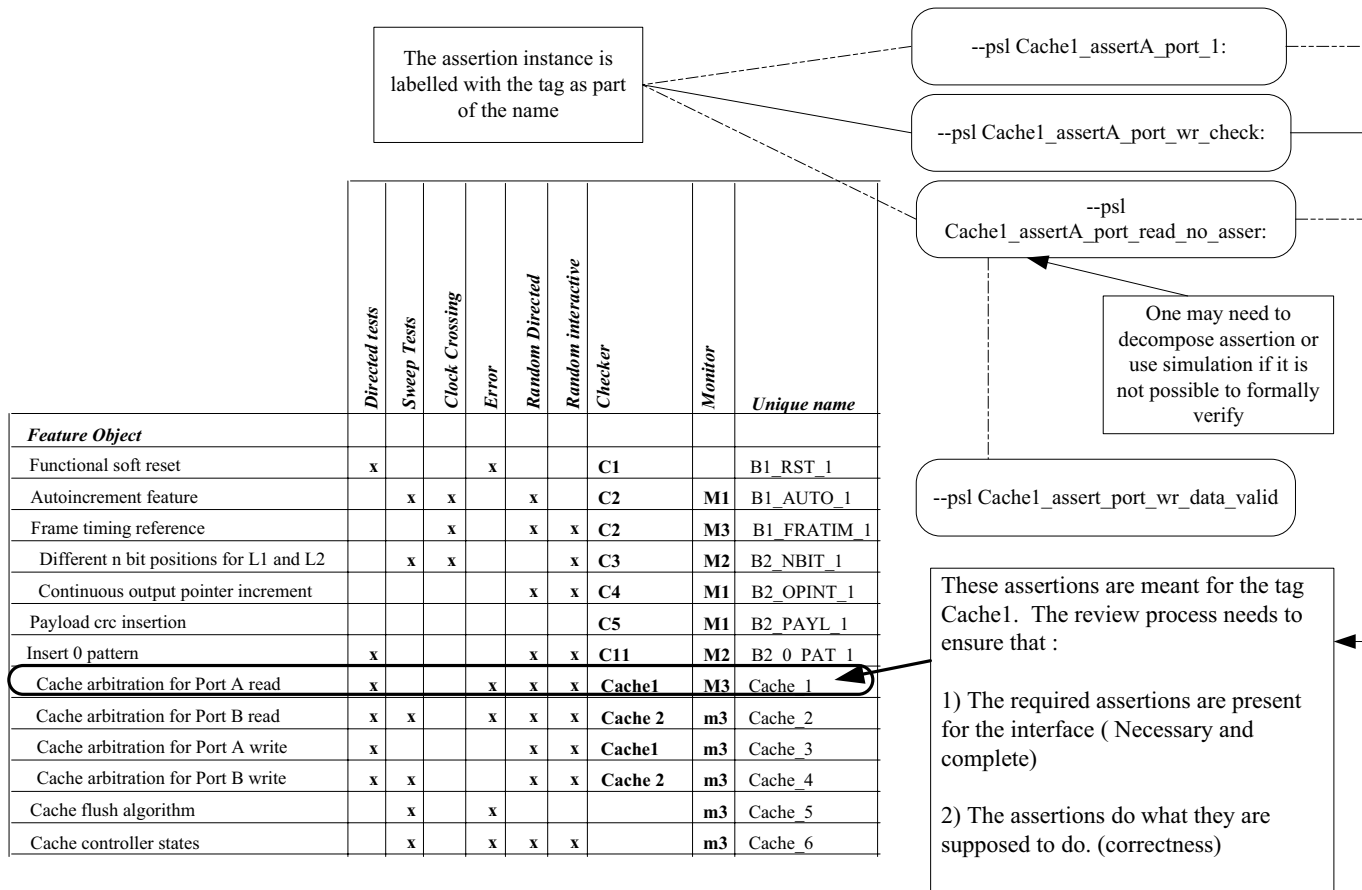 The assertion instance is
labelled with the tag as part
of the name
--psl Cache1_assertA_port_1:
--psl Cache1_assertA_port_wr_check:
--psl
Cache1_assertA_port_read_no_asser:
One may need to
decompose assertion or
use simulation if it is
not possible to formally
verify
--psl Cache1_assert_port_wr_data_valid
Directed tests Sweep Tests Clock Crossing Error Random Directed Random interactive Checker Monitor Unique name
Feature Object
Functional soft reset x x C1 B1_RST_1
Autoincrement feature x x x C2 M1 B1_AUTO_1
Frame timing reference x x x C2 M3 B1_FRATIM_1
Different n bit positions for L1 and L2 x x x C3 M2 B2_NBIT_1
Continuous output pointer increment x x C4 M1 B2_OPINT_1
Payload crc insertion C5 M1 B2_PAYL_1
Insert 0 pattern x x x C11 M2 B2_0_PAT_1
Cache arbitration for Port A read x x x x Cache1 M3 Cache_1
Cache arbitration for Port B read x x x x x Cache 2 m3 Cache_2
Cache arbitration for Port A write x x x Cache1 m3 Cache_3
Cache arbitration for Port B write x x x x Cache 2 m3 Cache_4
Cache flush algorithm x x m3 Cache_5
Cache controller states x x x x m3 Cache_6
These assertions are meant for the tag
Cache1. The review process needs to
ensure that :
1) The required assertions are present
for the interface ( Necessary and
complete)
2) The assertions do what they are
supposed to do. (correctness)